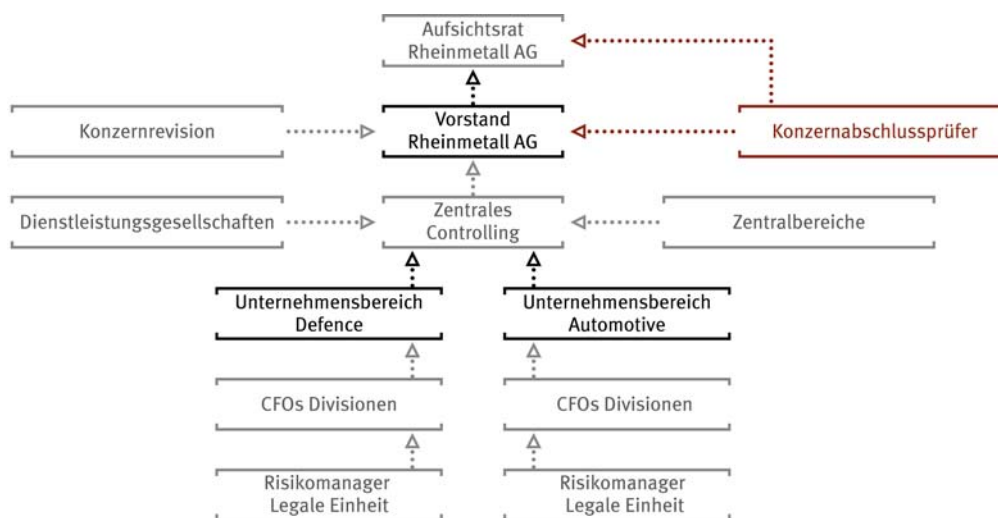 Aufsichtsrat
Rheinmetall AG
Konzernrevision
Vorstand
Rheinmetall AG
Konzernabschlussprüfer
Dienstleistungsgesellschaften
Zentrales
Controlling
Zentralbereiche
Unternehmensbereich
Defence
Unternehmensbereich
Automotive
CFOs Divisionen
CFOs Divisionen
Risikomanager
Legale Einheit
Risikomanager
Legale Einheit